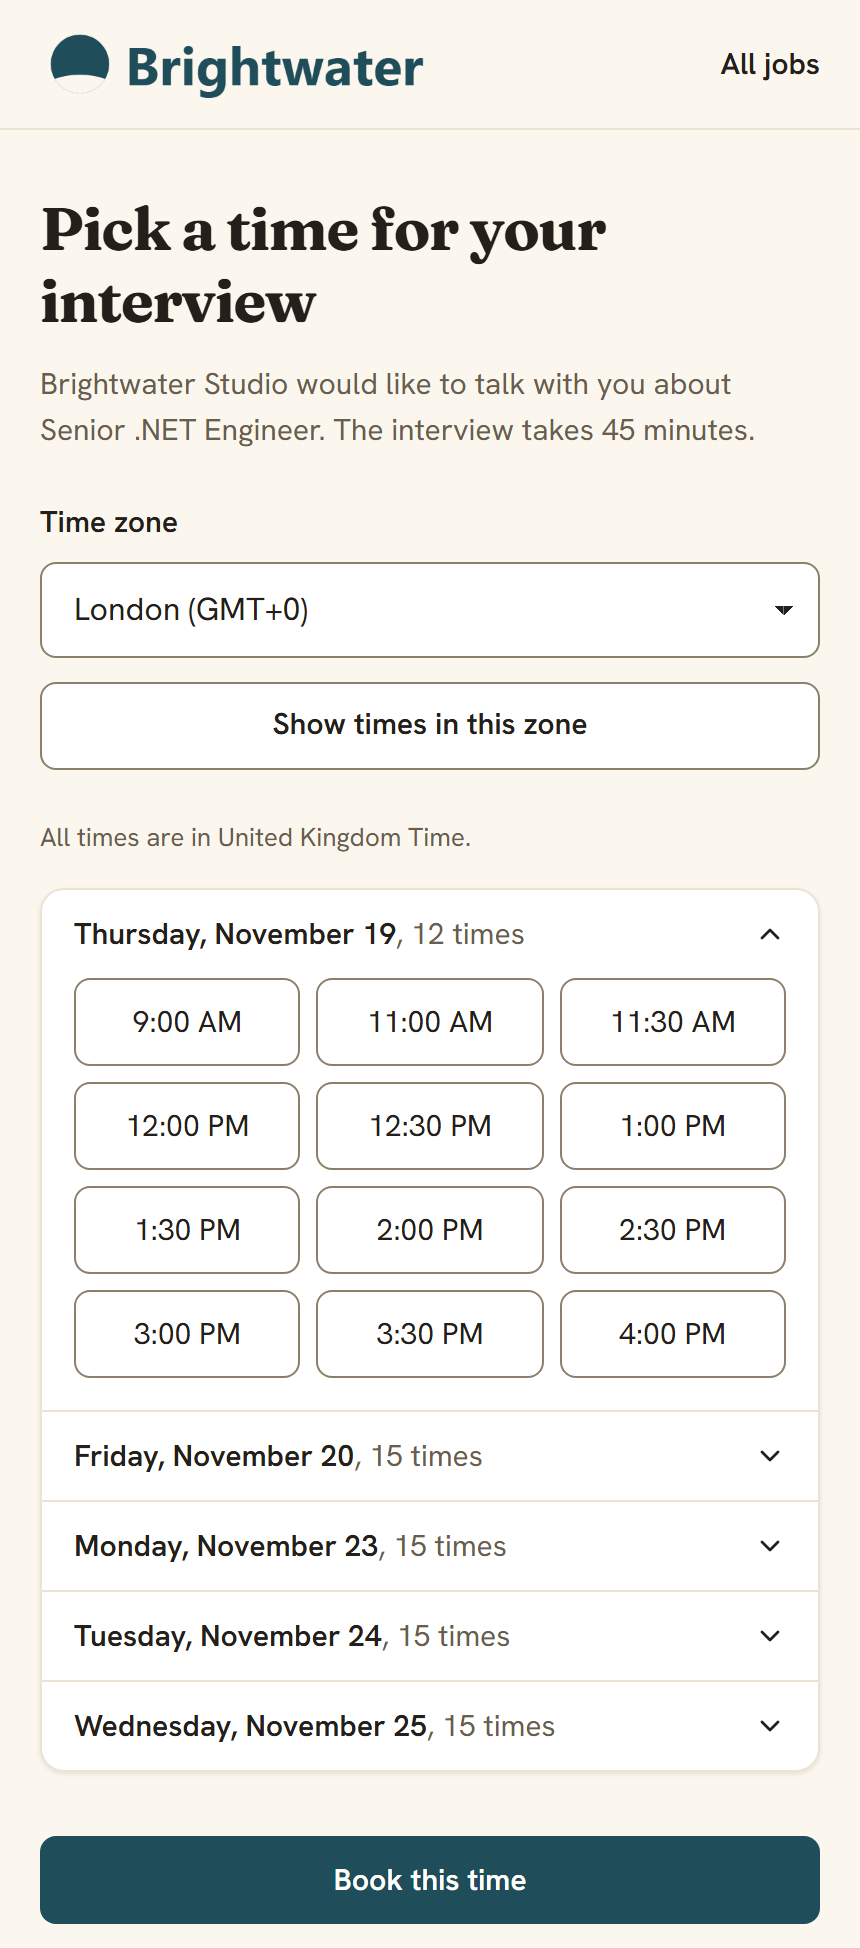 Brightwater
All jobs
Pick a time for your
interview
Brightwater Studio would like to talk with you about
Senior .NET Engineer. The interview takes 45 minutes.
Time zone
London (GMT+0)
Show times in this zone
All times are in United Kingdom Time.
Thursday, November 19, 12 times
9:00 AM
11:00 AM
11:30 AM
12:00 PM
12:30 PM
1:00 PM
1:30 PM
2:00 PM
2:30 PM
3:00 PM
3:30 PM
4:00 PM
Friday, November 20, 15 times
Monday, November 23, 15 times
Tuesday, November 24, 15 times
Wednesday, November 25, 15 times
Book this time